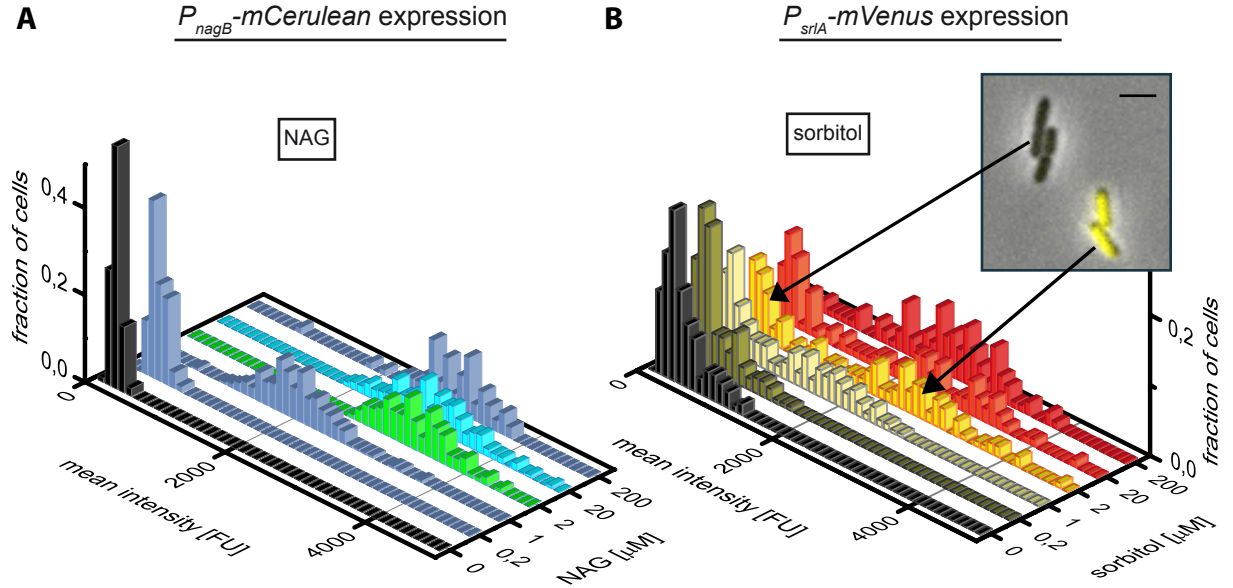 A
P_nagB-mCerulean expression
NAG
fraction of cells
0,4
0,2
0,0
0
2000
4000
mean intensity [FU]
0
0,2
1
2
20
200
NAG [µM]
B
P_srlA-mVenus expression
sorbitol
0
2000
4000
mean intensity [FU]
0
0,2
1
2
20
200
sorbitol [µM]
0,2
0,0
fraction of cells